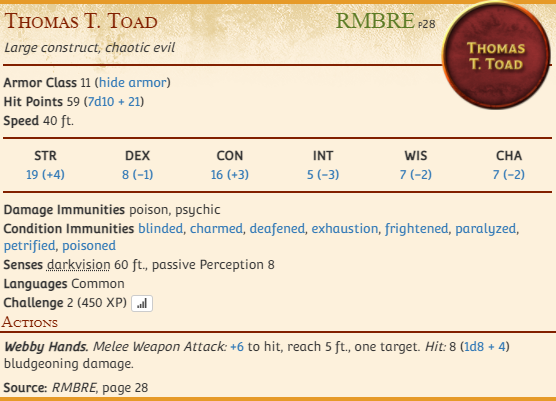 Thomas T. Toad RMBRE P28
Large construct, chaotic evil
THOMAS
T. TOAD
Armor Class 11 (hide armor)
Hit Points 59 (7d10 + 21)
Speed 40 ft.
STR DEX CON INT WIS CHA
19 (+4) 8 (−1) 16 (+3) 5 (−3) 7 (−2) 7 (−2)
Damage Immunities poison, psychic
Condition Immunities blinded, charmed, deafened, exhaustion, frightened, paralyzed,
petrified, poisoned
Senses darkvision 60 ft., passive Perception 8
Languages Common
Challenge 2 (450 XP)
Actions
Webby Hands. Melee Weapon Attack: +6 to hit, reach 5 ft., one target. Hit: 8 (1d8 + 4)
bludgeoning damage.
Source: RMBRE, page 28